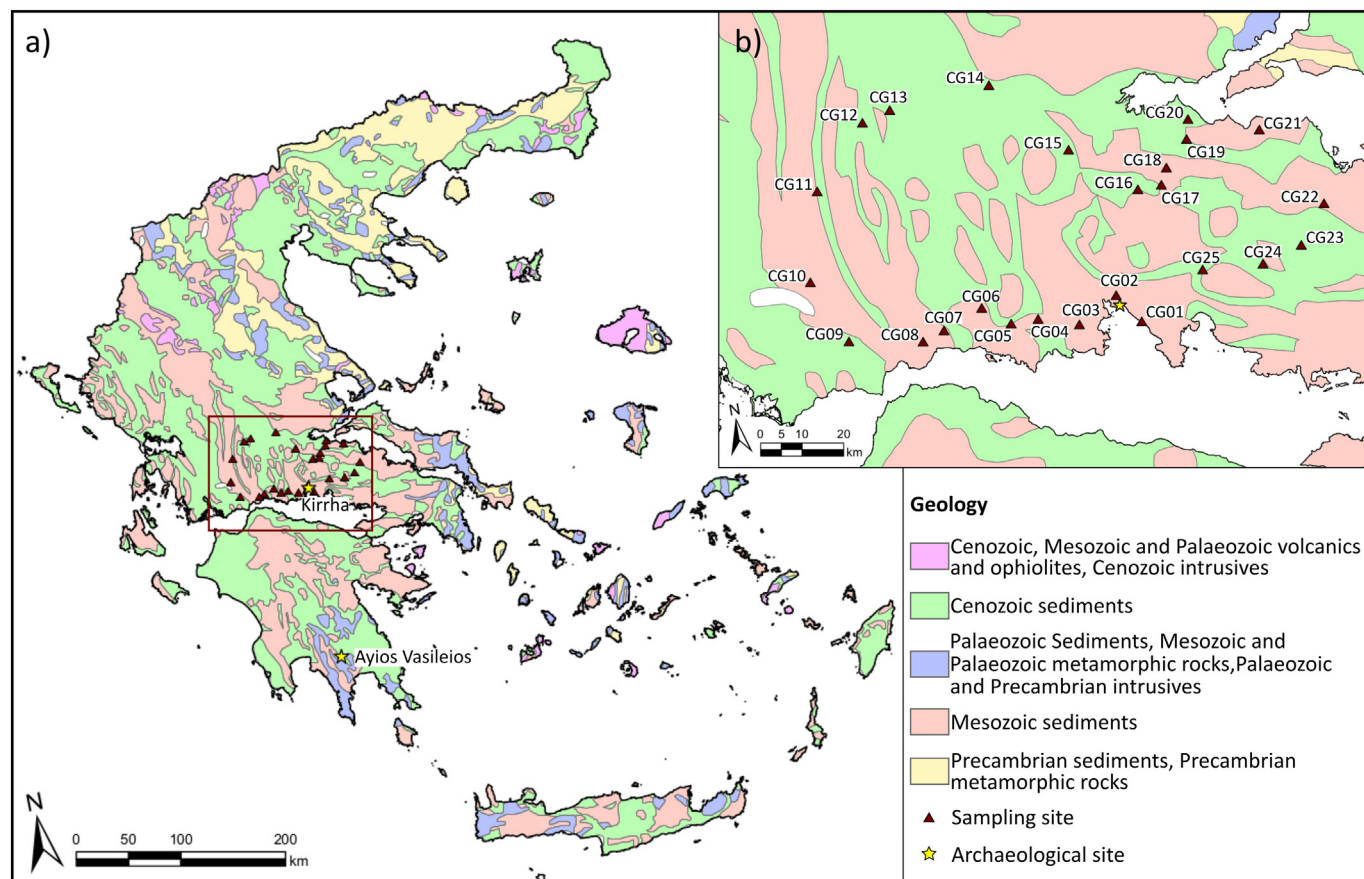 a)
Kirrha
Ayios Vasileios
N
0 50 100 200
km
b)
CG14
CG13
CG12
CG20
CG21
CG15
CG19
CG18
CG11
CG16
CG17
CG22
CG23
CG24
CG25
CG10
CG02
CG06
CG03
CG01
CG07
CG05
CG04
CG09
CG08
N
0 5 10 20
km
Geology
Cenozoic, Mesozoic and Palaeozoic volcanics
and ophiolites, Cenozoic intrusives
Cenozoic sediments
Palaeozoic Sediments, Mesozoic and
Palaeozoic metamorphic rocks,Palaeozoic
and Precambrian intrusives
Mesozoic sediments
Precambrian sediments, Precambrian
metamorphic rocks
Sampling site
Archaeological site